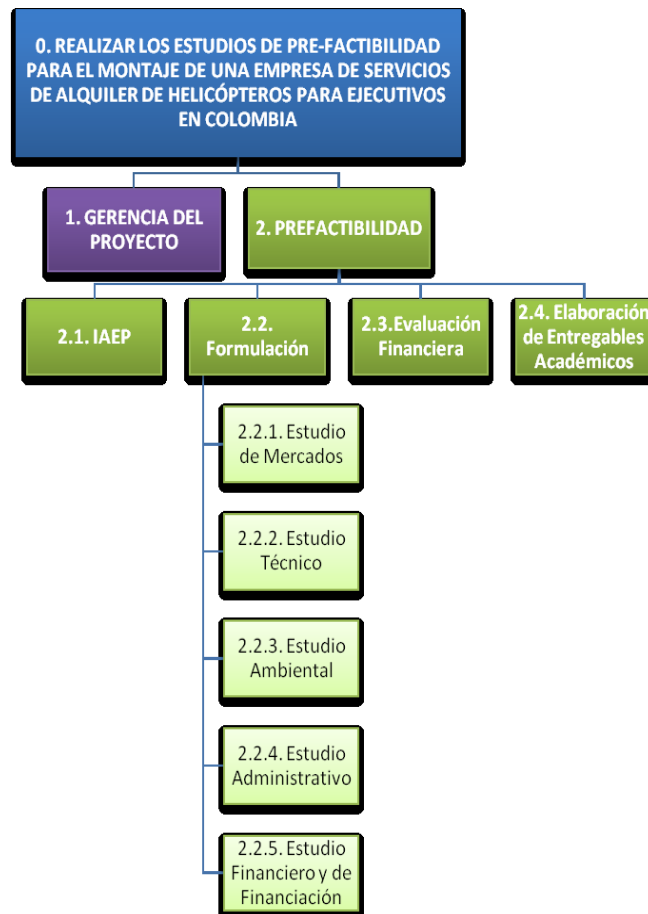 0. REALIZAR LOS ESTUDIOS DE PRE-FACTIBILIDAD
PARA EL MONTAJE DE UNA EMPRESA DE SERVICIOS
DE ALQUILER DE HELICÓPTEROS PARA EJECUTIVOS
EN COLOMBIA
1. GERENCIA DEL
PROYECTO
2. PREFACTIBILIDAD
2.1. IAEP
2.2.
Formulación
2.3.Evaluación
Financiera
2.4. Elaboración
de Entregables
Académicos
2.2.1. Estudio
de Mercados
2.2.2. Estudio
Técnico
2.2.3. Estudio
Ambiental
2.2.4. Estudio
Administrativo
2.2.5. Estudio
Financiero y de
Financiación